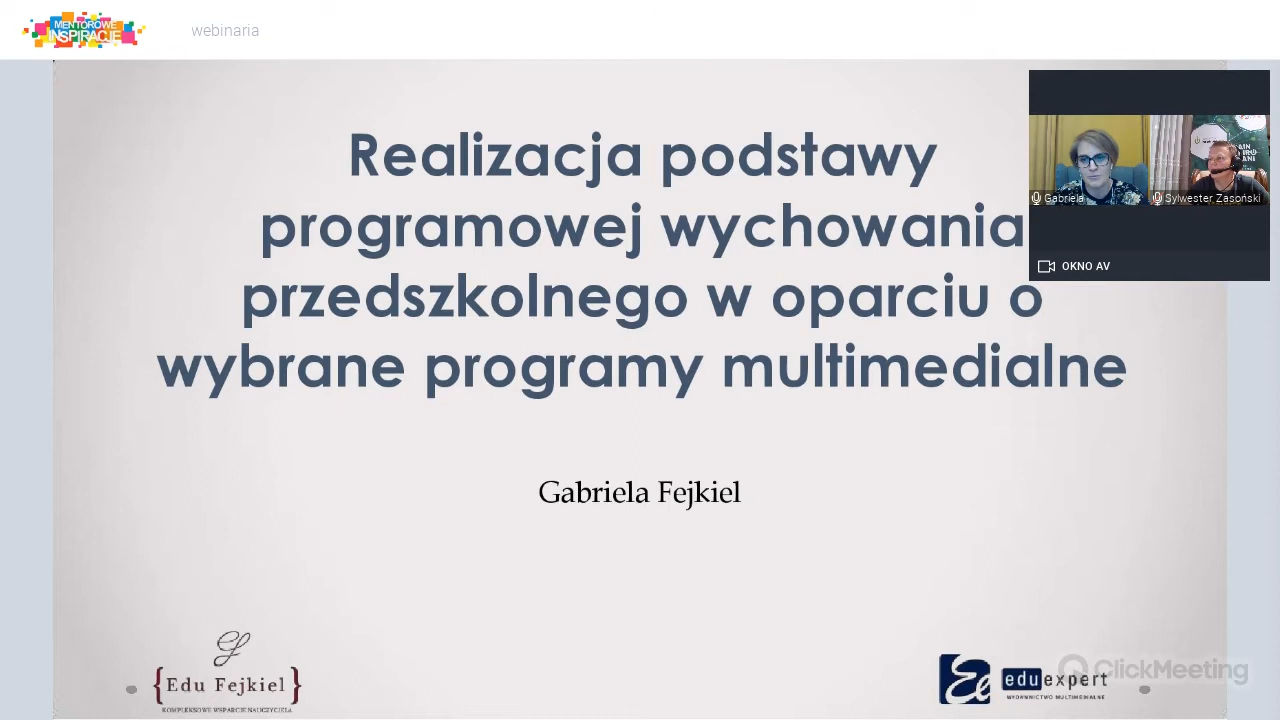 MENTOROWE
INSPIRACJE
webinaria
Realizacja podstawy
programowej wychowania
przedszkolnego w oparciu o
wybrane programy multimedialne
Gabriela
Sylwester Zasoński
OKNO AV
Gabriela Fejkiel
{Edu Fejkiel}
KOMPLEKSOWE WSPARCIE NAUCZYCIELA
eduexpert
WYDAWNICTWO MULTIMEDIALNE
ClickMeeting